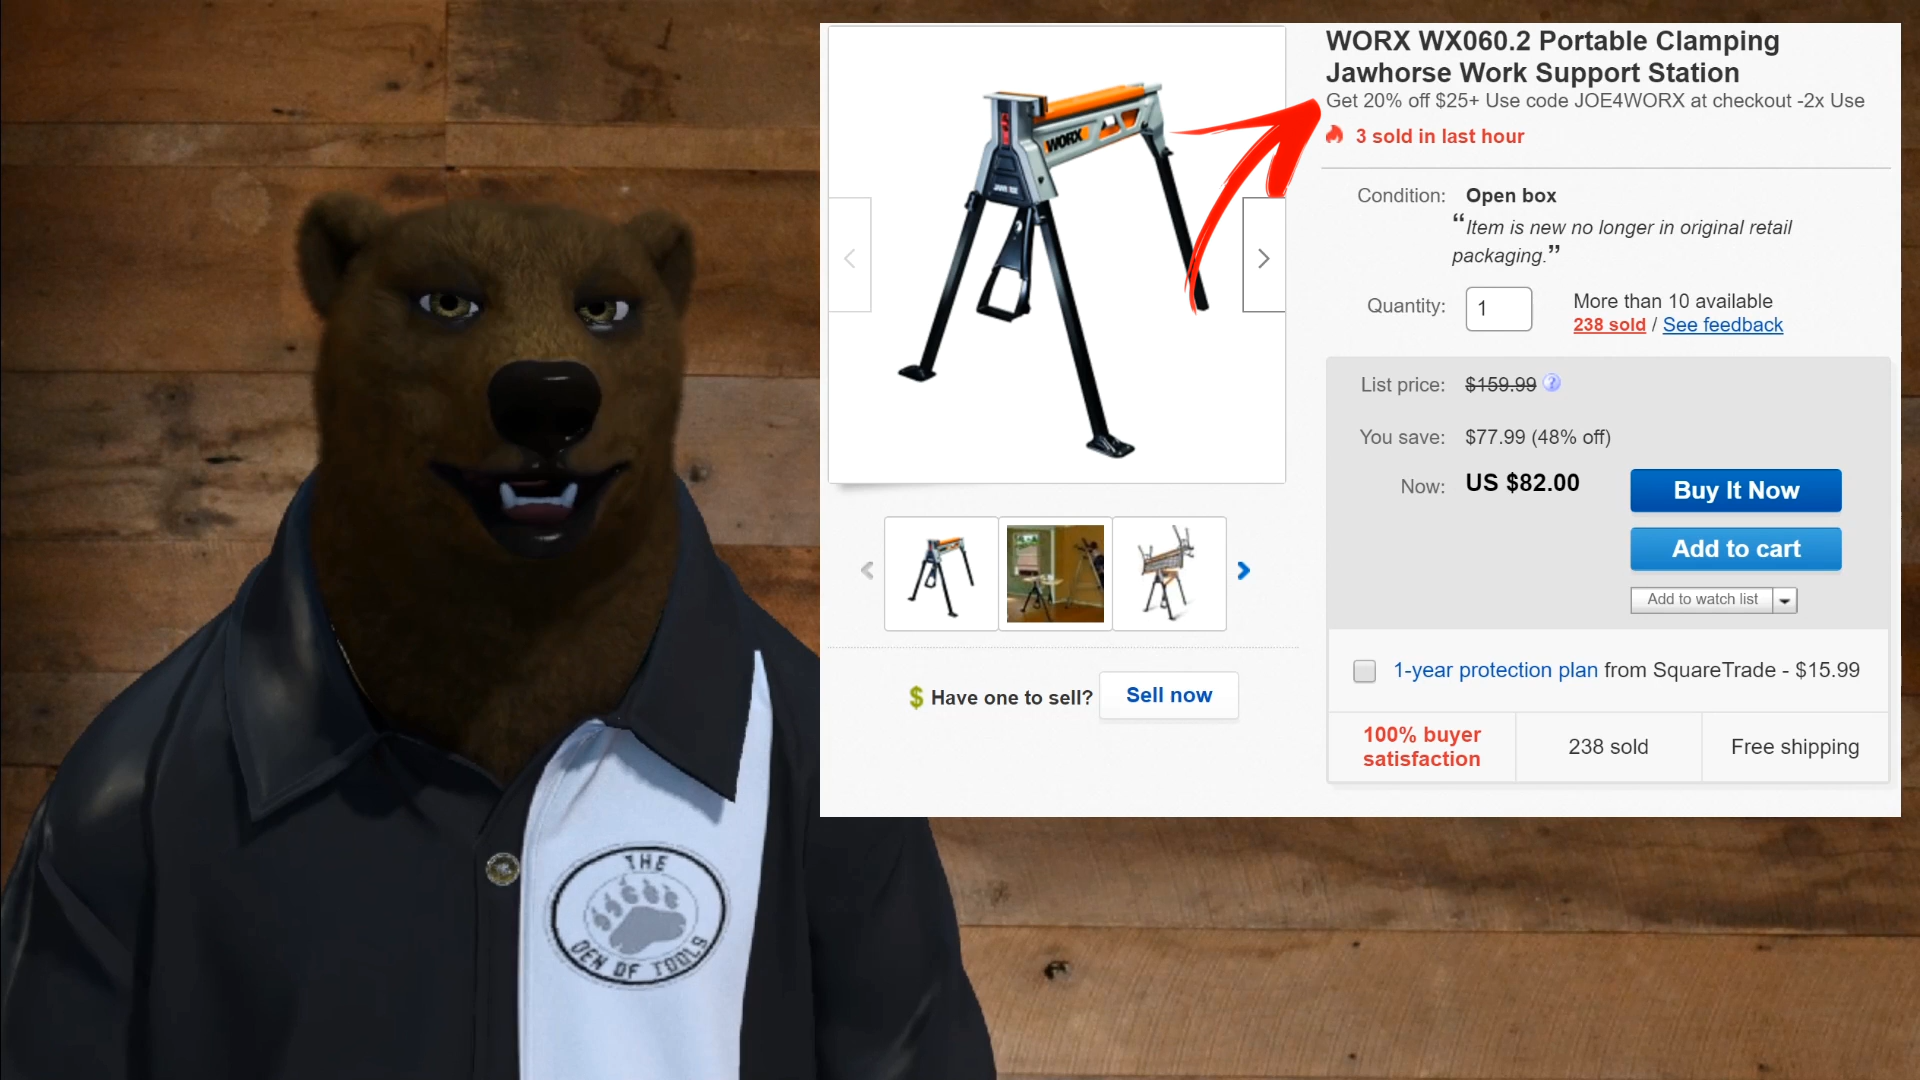 WORX WX060.2 Portable Clamping
Jawhorse Work Support Station
Get 20% off $25+ Use code JOE4WORX at checkout -2x Use
3 sold in last hour
Condition: Open box
“Item is new no longer in original retail
packaging.”
Quantity: 1
More than 10 available
238 sold / See feedback
List price: $159.99 ?
You save: $77.99 (48% off)
Now: US $82.00
Buy It Now
Add to cart
Add to watch list
1-year protection plan from SquareTrade - $15.99
100% buyer
satisfaction
238 sold
Free shipping
WORX
$ Have one to sell? Sell now
THE
DEN OF TOOLS